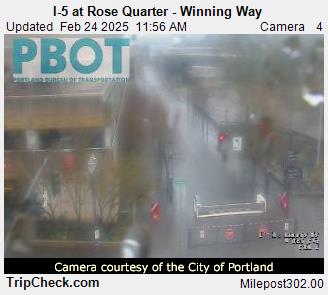 I-5 at Rose Quarter - Winning Way
Updated Feb 24 2025 11:56 AM Camera 4
PBOT
PORTLAND BUREAU OF TRANSPORTATION
Camera courtesy of the City of Portland
TripCheck.com Milepost302.00